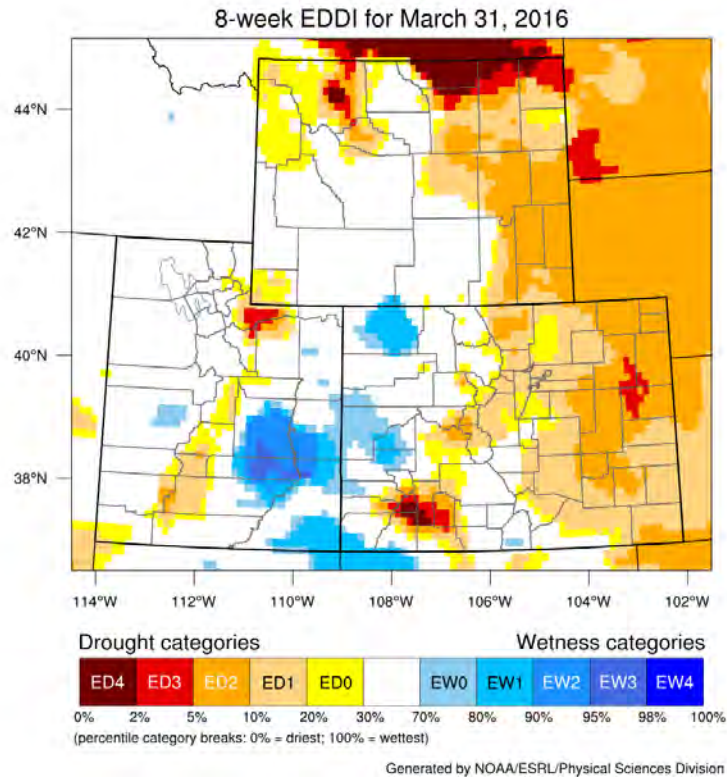 8-week EDDI for March 31, 2016
44°N
42°N
40°N
38°N
114°W 112°W 110°W 108°W 106°W 104°W 102°W
Drought categories Wetness categories
ED4 ED3 ED2 ED1 ED0 EW0 EW1 EW2 EW3 EW4
0% 2% 5% 10% 20% 30% 70% 80% 90% 95% 98% 100%
(percentile category breaks: 0% = driest; 100% = wettest)
Generated by NOAA/ESRL/Physical Sciences Division